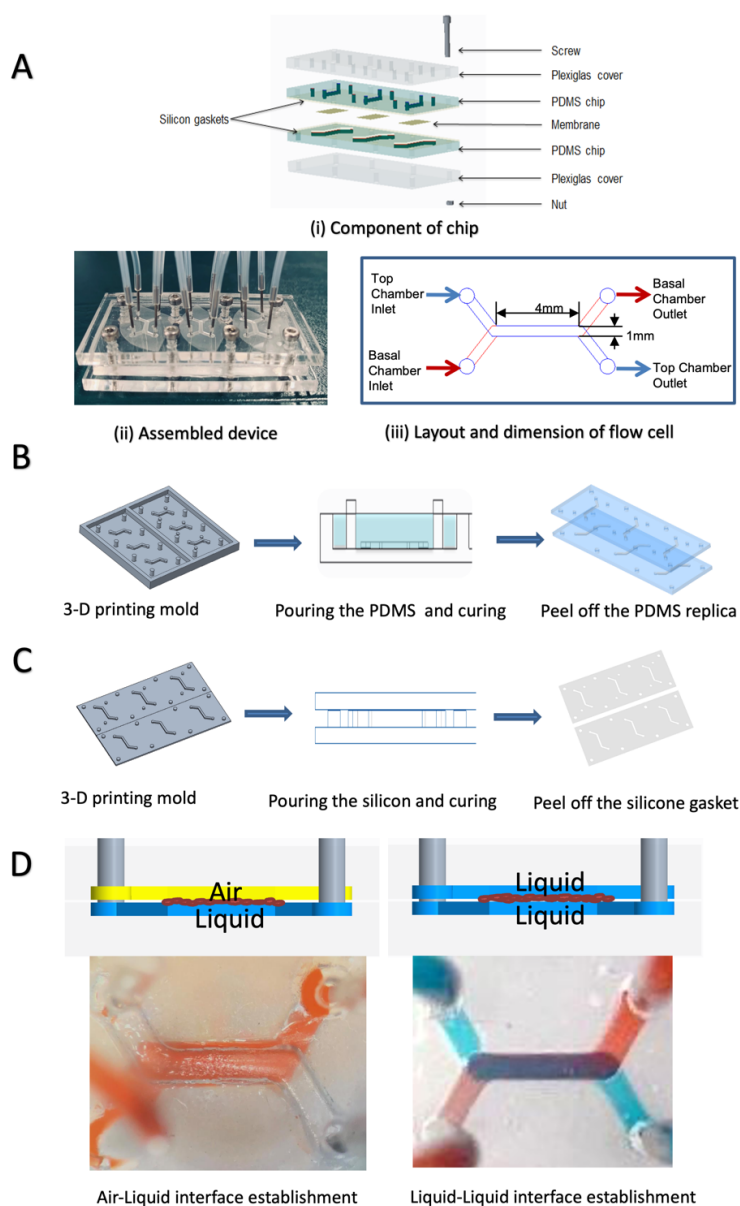 A
Screw
Plexiglas cover
PDMS chip
Silicon gaskets
Membrane
PDMS chip
Plexiglas cover
Nut
(i) Component of chip
Top
Chamber
Inlet
4mm
Basal
Chamber
Outlet
1mm
Basal
Chamber
Inlet
Top Chamber
Outlet
(ii) Assembled device
(iii) Layout and dimension of flow cell
B
3-D printing mold
Pouring the PDMS and curing
Peel off the PDMS replica
C
3-D printing mold
Pouring the silicon and curing
Peel off the silicone gasket
D
Air
Liquid
Liquid
Liquid
Air-Liquid interface establishment
Liquid-Liquid interface establishment